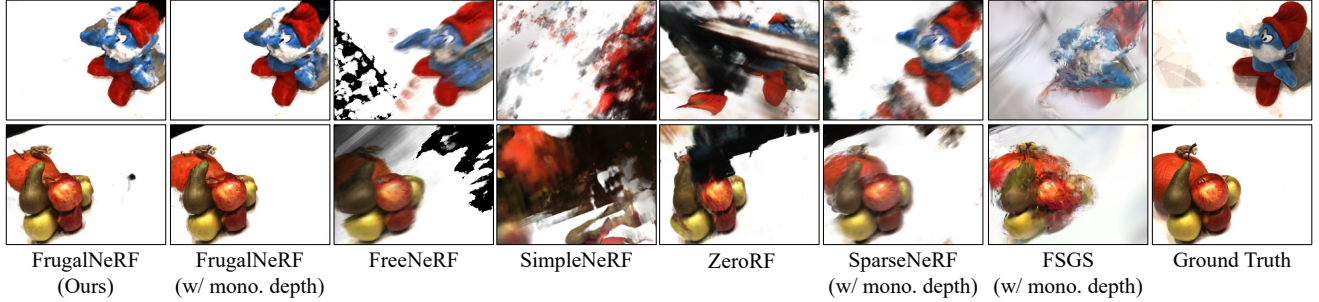 FrugalNeRF FrugalNeRF FreeNeRF SimpleNeRF ZeroRF SparseNeRF FSGS Ground Truth
(Ours) (w/ mono. depth) (w/ mono. depth) (w/ mono. depth)